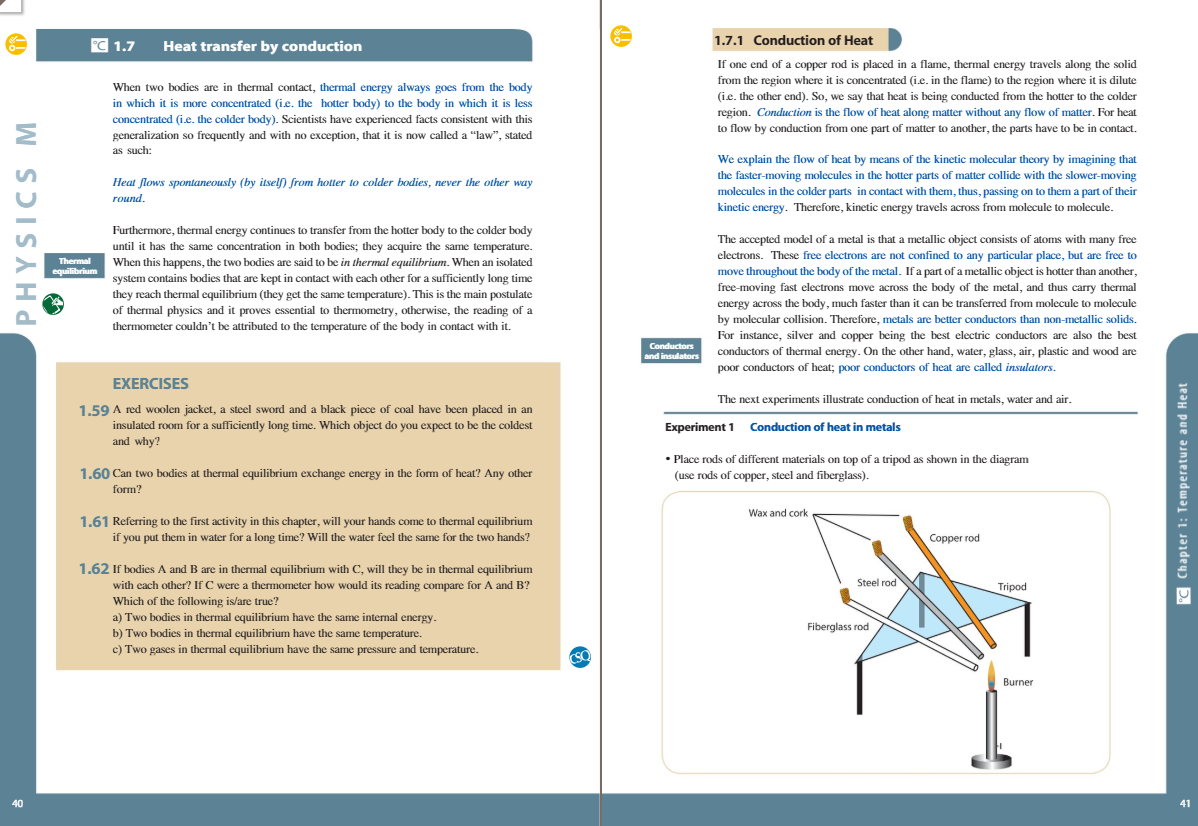 °C 1.7 Heat transfer by conduction
When two bodies are in thermal contact, thermal energy always goes from the body
in which it is more concentrated (i.e. the hotter body) to the body in which it is less
concentrated (i.e. the colder body). Scientists have experienced facts consistent with this
generalization so frequently and with no exception, that it is now called a “law”, stated
as such:
Heat flows spontaneously (by itself) from hotter to colder bodies, never the other way
round.
Furthermore, thermal energy continues to transfer from the hotter body to the colder body
until it has the same concentration in both bodies; they acquire the same temperature.
When this happens, the two bodies are said to be in thermal equilibrium. When an isolated
system contains bodies that are kept in contact with each other for a sufficiently long time
they reach thermal equilibrium (they get the same temperature). This is the main postulate
of thermal physics and it proves essential to thermometry, otherwise, the reading of a
thermometer couldn’t be attributed to the temperature of the body in contact with it.
Thermal
equilibrium
PHYSICS M
EXERCISES
1.59 A red woolen jacket, a steel sword and a black piece of coal have been placed in an
insulated room for a sufficiently long time. Which object do you expect to be the coldest
and why?
1.60 Can two bodies at thermal equilibrium exchange energy in the form of heat? Any other
form?
1.61 Referring to the first activity in this chapter, will your hands come to thermal equilibrium
if you put them in water for a long time? Will the water feel the same for the two hands?
1.62 If bodies A and B are in thermal equilibrium with C, will they be in thermal equilibrium
with each other? If C were a thermometer how would its reading compare for A and B?
Which of the following is/are true?
a) Two bodies in thermal equilibrium have the same internal energy.
b) Two bodies in thermal equilibrium have the same temperature.
c) Two gases in thermal equilibrium have the same pressure and temperature.
CSQ
40
1.7.1 Conduction of Heat
If one end of a copper rod is placed in a flame, thermal energy travels along the solid
from the region where it is concentrated (i.e. in the flame) to the region where it is dilute
(i.e. the other end). So, we say that heat is being conducted from the hotter to the colder
region. Conduction is the flow of heat along matter without any flow of matter. For heat
to flow by conduction from one part of matter to another, the parts have to be in contact.
We explain the flow of heat by means of the kinetic molecular theory by imagining that
the faster-moving molecules in the hotter parts of matter collide with the slower-moving
molecules in the colder parts in contact with them, thus, passing on to them a part of their
kinetic energy. Therefore, kinetic energy travels across from molecule to molecule.
The accepted model of a metal is that a metallic object consists of atoms with many free
electrons. These free electrons are not confined to any particular place, but are free to
move throughout the body of the metal. If a part of a metallic object is hotter than another,
free-moving fast electrons move across the body of the metal, and thus carry thermal
energy across the body, much faster than it can be transferred from molecule to molecule
by molecular collision. Therefore, metals are better conductors than non-metallic solids.
For instance, silver and copper being the best electric conductors are also the best
conductors of thermal energy. On the other hand, water, glass, air, plastic and wood are
poor conductors of heat; poor conductors of heat are called insulators.
Conductors
and insulators
The next experiments illustrate conduction of heat in metals, water and air.
Experiment 1 Conduction of heat in metals
• Place rods of different materials on top of a tripod as shown in the diagram
(use rods of copper, steel and fiberglass).
Wax and cork
Copper rod
Steel rod
Tripod
Fiberglass rod
Burner
°C Chapter 1: Temperature and Heat
41